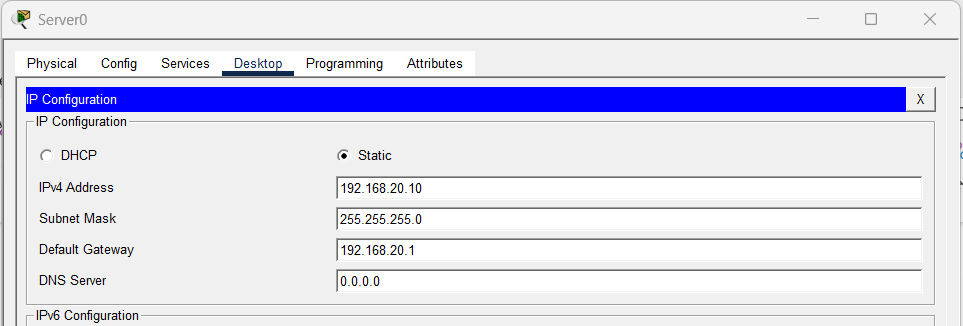 Server0
Physical Config Services Desktop Programming Attributes
IP Configuration X
IP Configuration
DHCP Static
IPv4 Address 192.168.20.10
Subnet Mask 255.255.255.0
Default Gateway 192.168.20.1
DNS Server 0.0.0.0
IPv6 Configuration